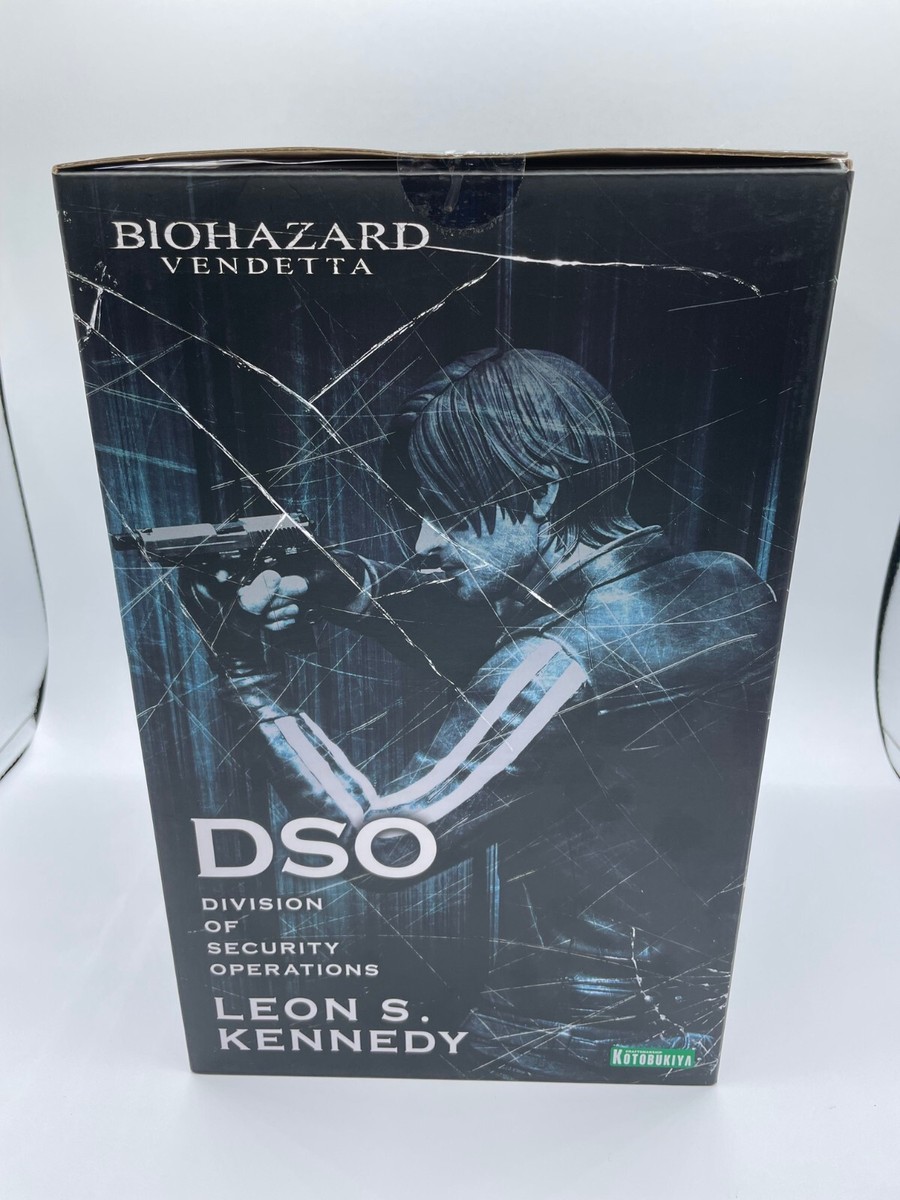 BIOHAZARD
VENDETTA
DSO
DIVISION
OF
SECURITY
OPERATIONS
LEON S.
KENNEDY
KOTOBUKIYA